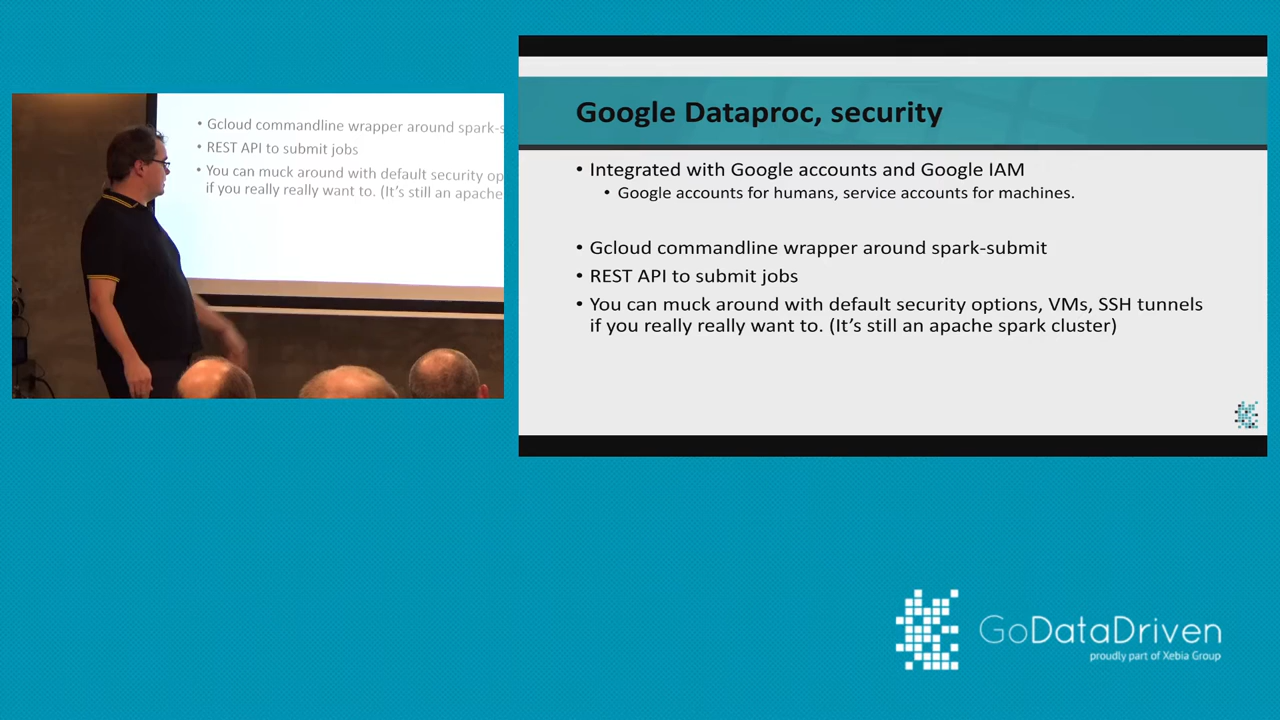 • Gcloud commandline wrapper around spark-s
• REST API to submit jobs
• You can muck around with default security op
if you really really want to. (It's still an apache
Google Dataproc, security
• Integrated with Google accounts and Google IAM
• Google accounts for humans, service accounts for machines.
• Gcloud commandline wrapper around spark-submit
• REST API to submit jobs
• You can muck around with default security options, VMs, SSH tunnels
if you really really want to. (It's still an apache spark cluster)
GoDataDriven
proudly part of Xebia Group